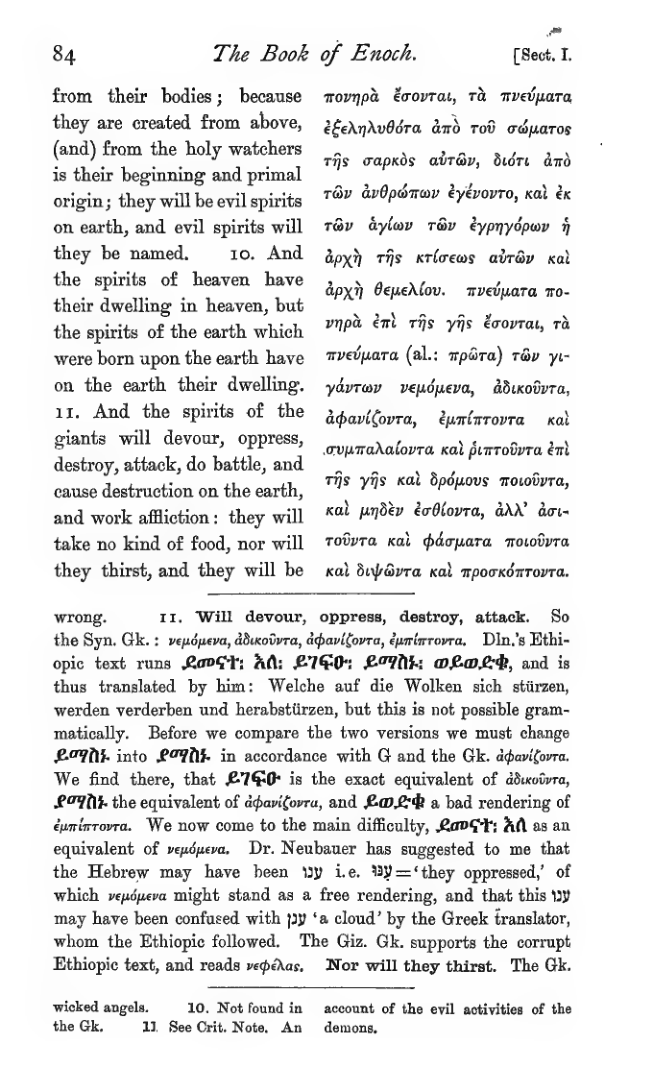 84 The Book of Enoch. [Sect. I.
from their bodies; because
they are created from above,
(and) from the holy watchers
is their beginning and primal
origin; they will be evil spirits
on earth, and evil spirits will
they be named. 10. And
the spirits of heaven have
their dwelling in heaven, but
the spirits of the earth which
were born upon the earth have
on the earth their dwelling.
11. And the spirits of the
giants will devour, oppress,
destroy, attack, do battle, and
cause destruction on the earth,
and work affliction: they will
take no kind of food, nor will
they thirst, and they will be
πονηρὰ ἔσονται, τὰ πνεύματα
ἐξεληλυθότα ἀπὸ τοῦ σώματος
τῆς σαρκὸς αὐτῶν, διότι ἀπὸ
τῶν ἀνθρώπων ἐγένοντο, καὶ ἐκ
τῶν ἁγίων τῶν ἐγρηγόρων ἡ
ἀρχὴ τῆς κτίσεως αὐτῶν καὶ
ἀρχὴ θεμελίου. πνεύματα πο-
νηρὰ ἐπὶ τῆς γῆς ἔσονται, τὰ
πνεύματα (al.: πρῶτα) τῶν γι-
γάντων νεμόμενα, ἀδικοῦντα,
ἀφανίζοντα, ἐμπίπτοντα καὶ
συμπαλαίοντα καὶ ῥιπτοῦντα ἐπὶ
τῆς γῆς καὶ δρόμους ποιοῦντα,
καὶ μηδὲν ἐσθίοντα, ἀλλ’ ἀσι-
τοῦντα καὶ φάσματα ποιοῦντα
καὶ διψῶντα καὶ προσκόπτοντα.
wrong. 11. Will devour, oppress, destroy, attack. So
the Syn. Gk.: νεμόμενα, ἀδικοῦντα, ἀφανίζοντα, ἐμπίπτοντα. Dln.'s Ethi-
opic text runs ደመናተ፡ እለ፡ ይገፍዑ፡ ይማስኑ፡ ወይወድቁ, and is
thus translated by him: Welche auf die Wolken sich stürzen,
werden verderben und herabstürzen, but this is not possible gram-
matically. Before we compare the two versions we must change
ይማስኑ into ያማስኑ in accordance with G and the Gk. ἀφανίζοντα.
We find there, that ይገፍዑ is the exact equivalent of ἀδικοῦντα,
ያማስኑ the equivalent of ἀφανίζοντα, and ይወድቁ a bad rendering of
ἐμπίπτοντα. We now come to the main difficulty, ደመናተ፡ እለ as an
equivalent of νεμόμενα. Dr. Neubauer has suggested to me that
the Hebrew may have been ענו i.e. עִנּוּ = 'they oppressed,' of
which νεμόμενα might stand as a free rendering, and that this ענו
may have been confused with ענן 'a cloud' by the Greek translator,
whom the Ethiopic followed. The Giz. Gk. supports the corrupt
Ethiopic text, and reads νεφέλας. Nor will they thirst. The Gk.
wicked angels. 10. Not found in
the Gk. 11 See Crit. Note. An
account of the evil activities of the
demons.